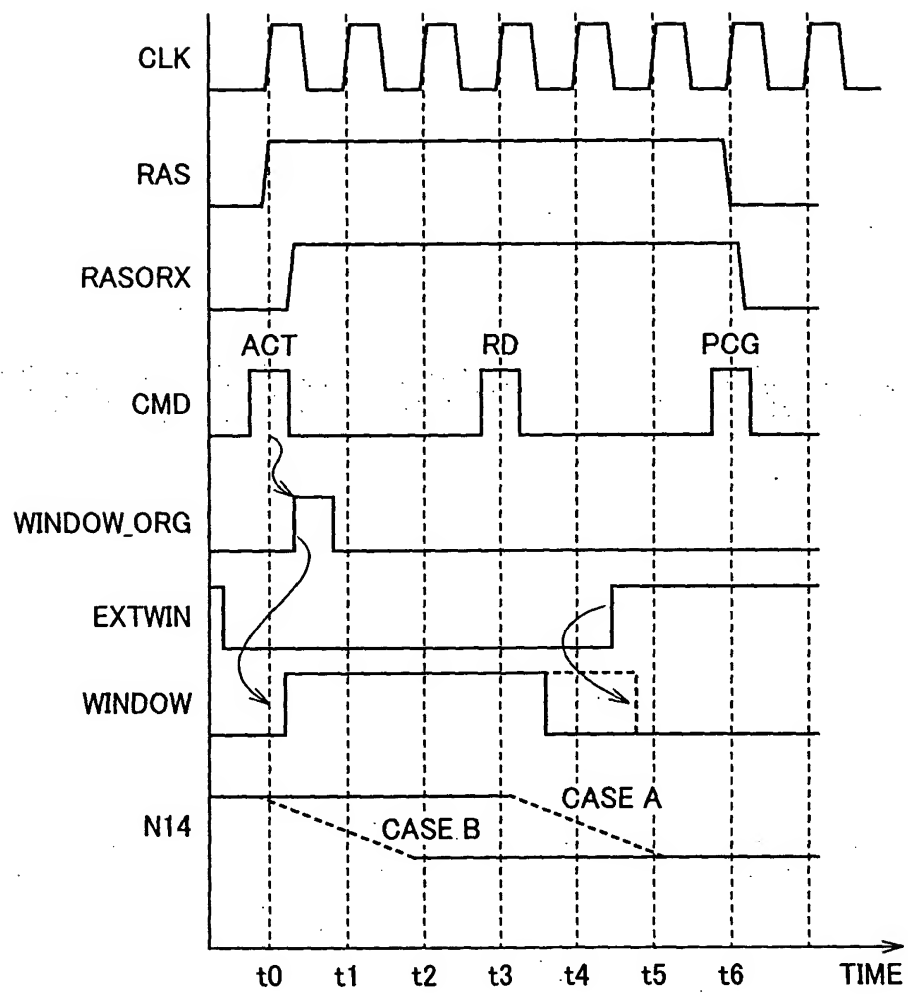 CLK
RAS
RASORX
ACT RD PCG
CMD
WINDOW_ORG
EXTWIN
WINDOW
CASE A
N14
CASE B
t0 t1 t2 t3 t4 t5 t6 TIME